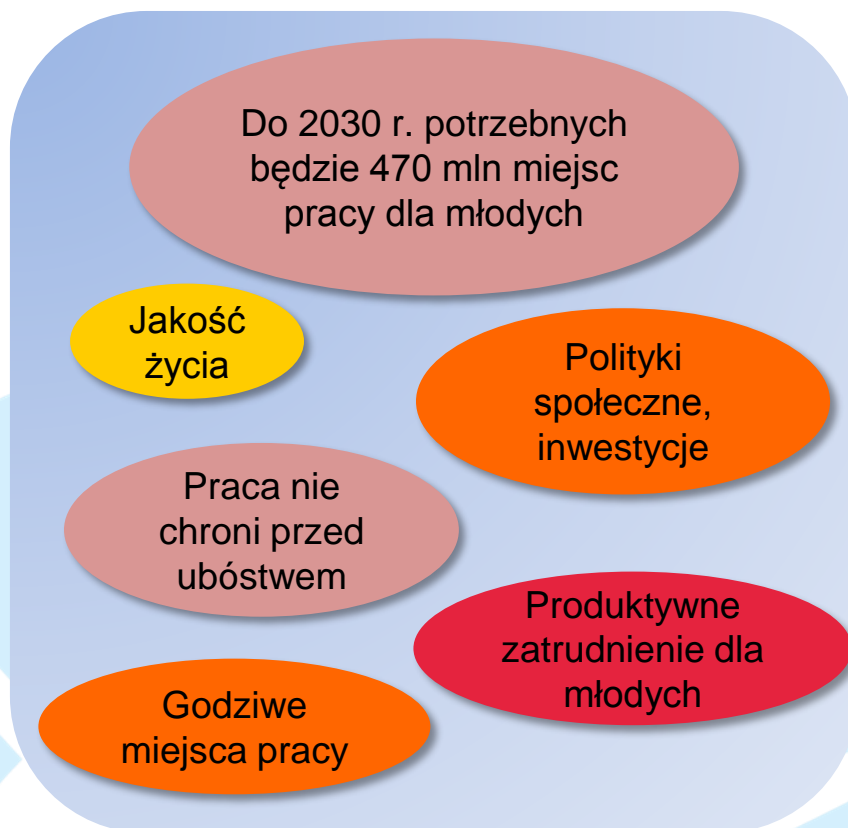 Do 2030 r. potrzebnych
będzie 470 mln miejsc
pracy dla młodych
Jakość
życia
Polityki
społeczne,
inwestycje
Praca nie
chroni przed
ubóstwem
Produktywne
zatrudnienie dla
młodych
Godziwe
miejsca pracy